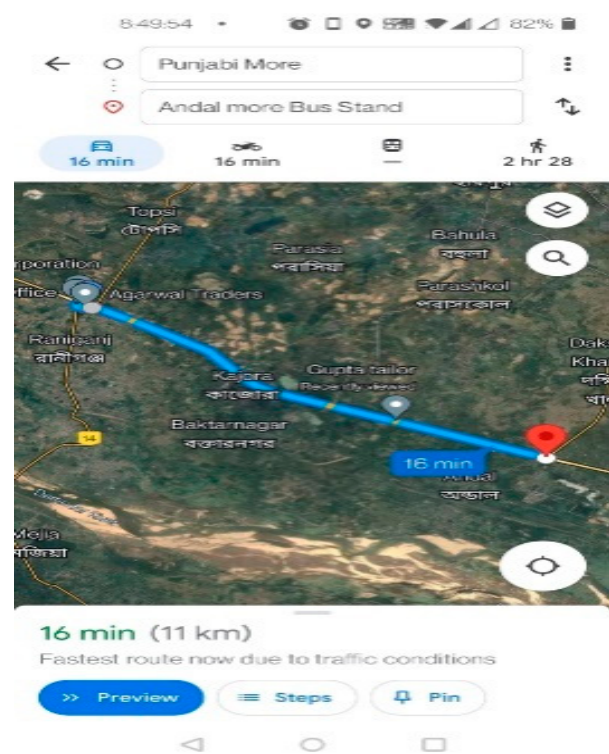 8:49:54
82%
Punjabi More
Andal more Bus Stand
16 min
16 min
—
2 hr 28
Topsi
টোপসি
Parasia
পরাসিয়া
Bahula
বহুলা
poration
ffice
Agarwal Traders
Parashkol
পরাসকোল
Raniganj
রানীগঞ্জ
Dak
Kha
Kajora
কাজোরা
Gupta tailor
Recently viewed
14
Baktarnagar
বক্তারনগর
16 min
Andal
অন্ডাল
Mejia
16 min (11 km)
Fastest route now due to traffic conditions
Preview
Steps
Pin